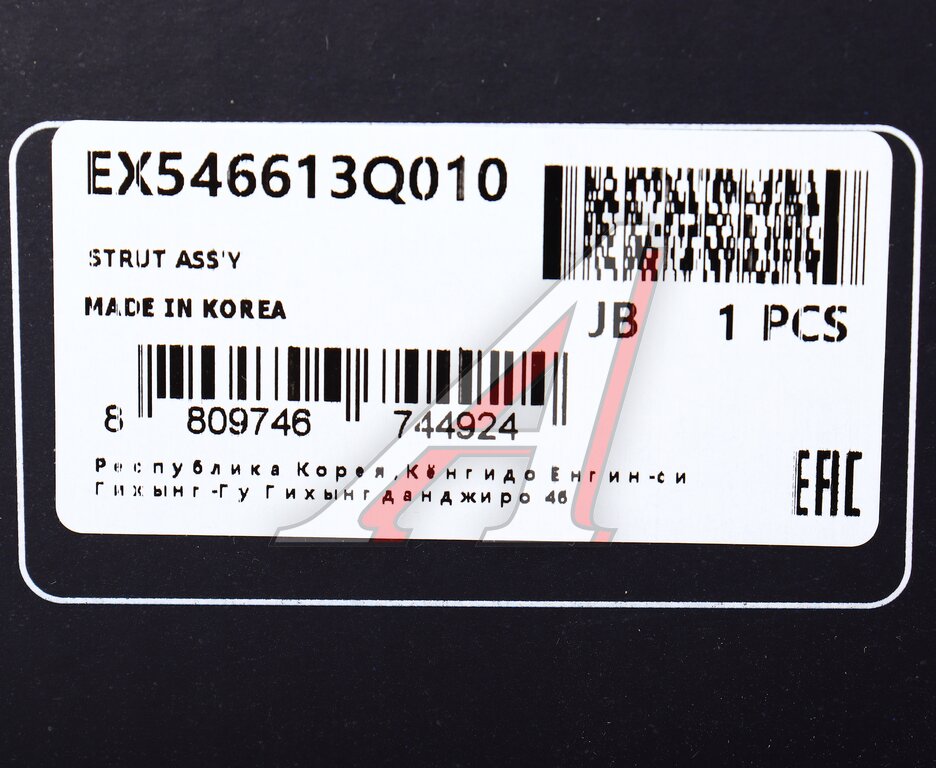 EX546613Q010
STRUT ASS'Y
MADE IN KOREA
JB 1 PCS
8 809746 744924
Республика Корея,Кёнгидо Енгин-си
Гихынг-Гу Гихынгданджиро 46
EAC